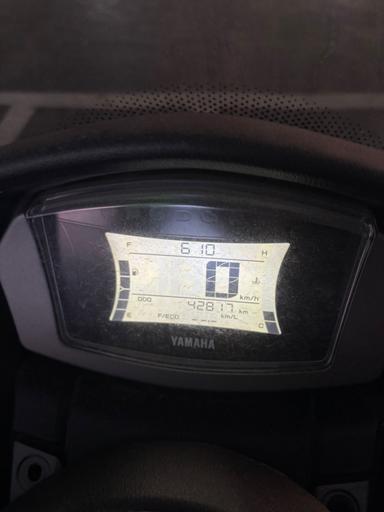 F 6:10 H
0 km/h
ODO 42817 km
E F/ECO -- -.- km/L C
YAMAHA